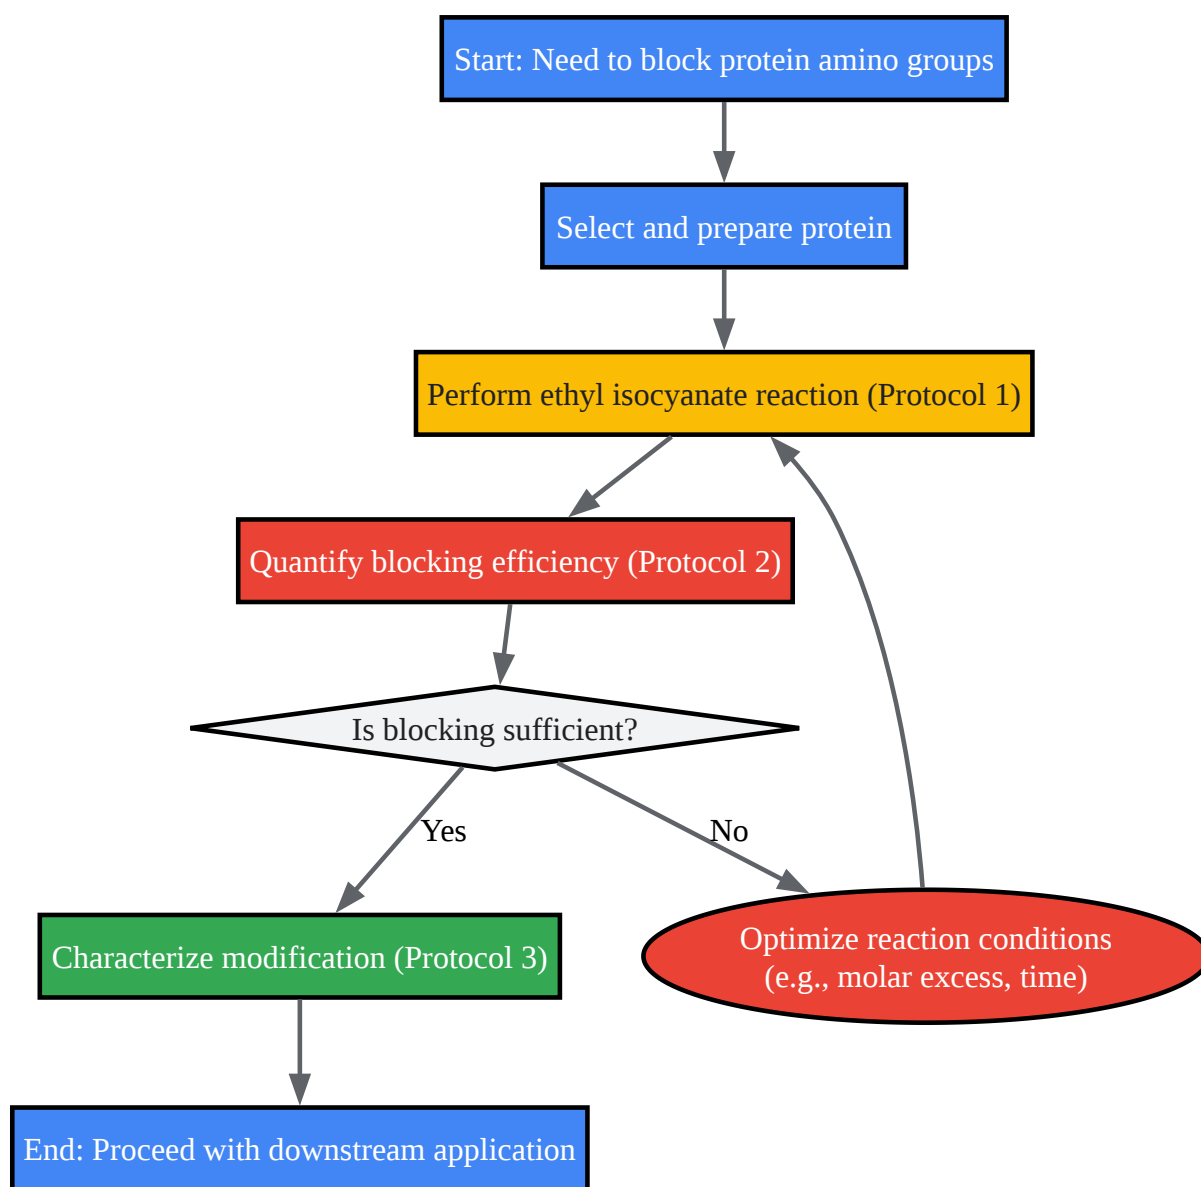 Start: Need to block protein amino groups
Select and prepare protein
Perform ethyl isocyanate reaction (Protocol 1)
Quantify blocking efficiency (Protocol 2)
Is blocking sufficient?
Yes
No
Characterize modification (Protocol 3)
Optimize reaction conditions
(e.g., molar excess, time)
End: Proceed with downstream application